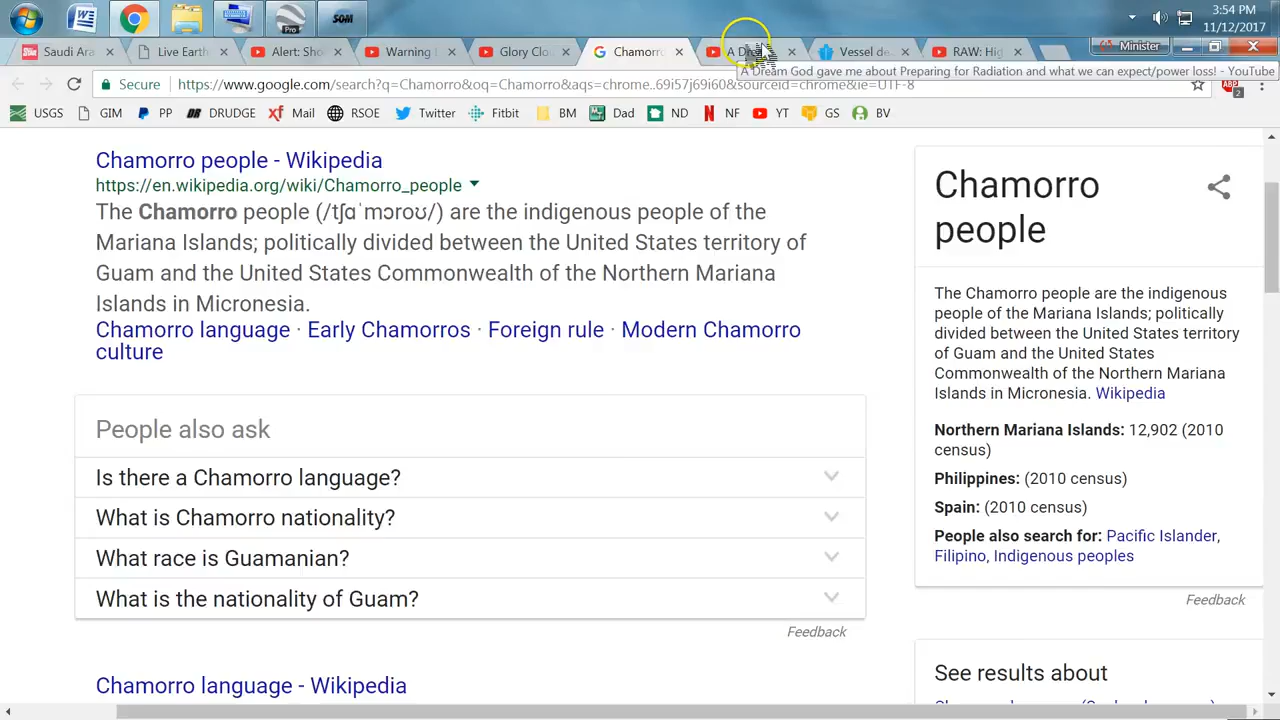 3:54 PM
11/12/2017
Pro
SOM
Saudi Ara
Live Earth
Alert: Sho
Warning
Glory Clo
Chamorro
A Drea
Vessel de
RAW: Hig
Minister
Secure https://www.google.com/search?q=Chamorro&oq=Chamorro&aqs=chrome..69i57j69i60&sourceid=chrome&ie=UTF-8
A Dream God gave me about Preparing for Radiation and what we can expect/power loss! - YouTube
USGS GIM PP DRUDGE Mail RSOE Twitter Fitbit BM Dad ND NF YT GS BV
Chamorro people - Wikipedia
https://en.wikipedia.org/wiki/Chamorro_people
The Chamorro people (/tʃɑˈmɔroʊ/) are the indigenous people of the
Mariana Islands; politically divided between the United States territory of
Guam and the United States Commonwealth of the Northern Mariana
Islands in Micronesia.
Chamorro language · Early Chamorros · Foreign rule · Modern Chamorro
culture
People also ask
Is there a Chamorro language?
What is Chamorro nationality?
What race is Guamanian?
What is the nationality of Guam?
Feedback
Chamorro language - Wikipedia
Chamorro
people
The Chamorro people are the indigenous
people of the Mariana Islands; politically
divided between the United States territory
of Guam and the United States
Commonwealth of the Northern Mariana
Islands in Micronesia. Wikipedia
Northern Mariana Islands: 12,902 (2010
census)
Philippines: (2010 census)
Spain: (2010 census)
People also search for: Pacific Islander,
Filipino, Indigenous peoples
Feedback
See results about